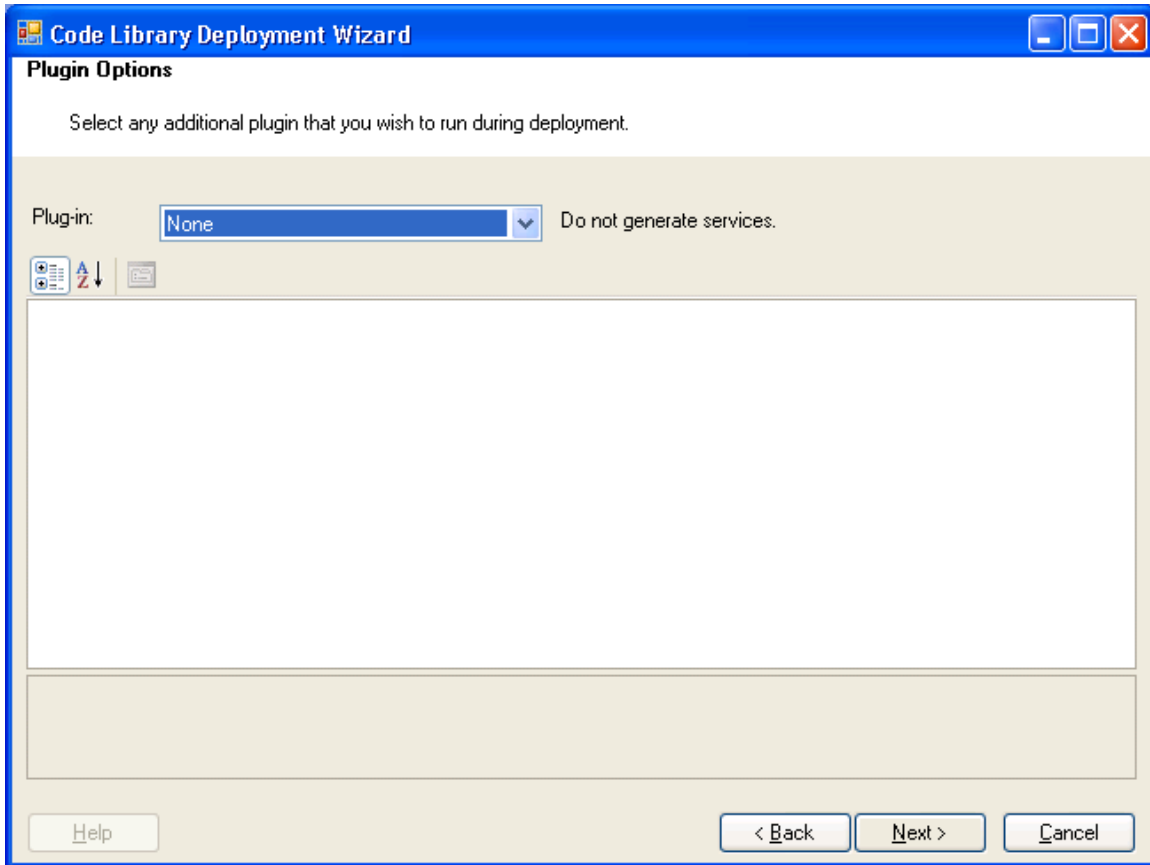 Code Library Deployment Wizard
Plugin Options
Select any additional plugin that you wish to run during deployment.
Plug-in: None Do not generate services.
A
Z
Help < Back Next > Cancel